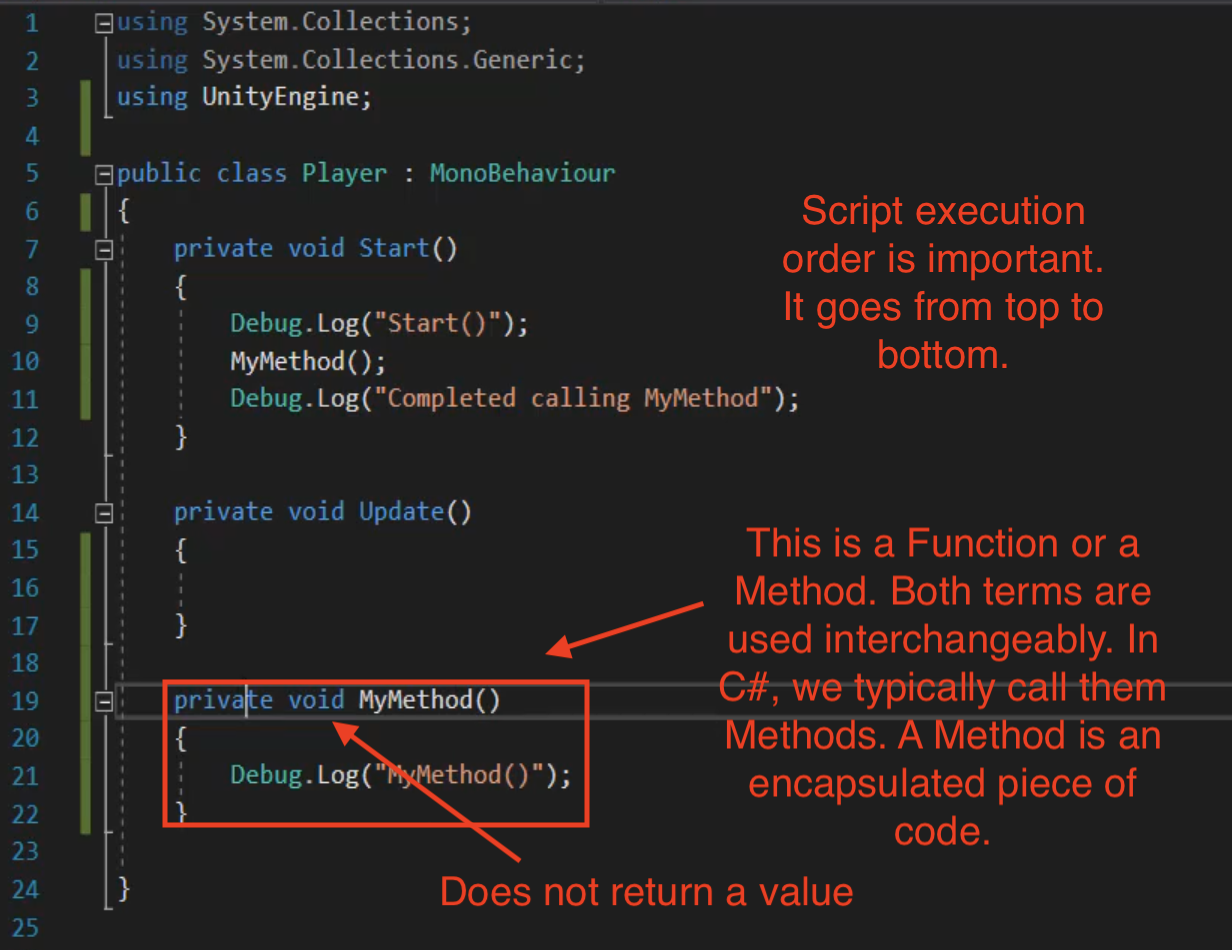 1 using System.Collections;
2 using System.Collections.Generic;
3 using UnityEngine;
4
5 public class Player : MonoBehaviour
6 {
7 private void Start()
8 {
9 Debug.Log("Start()");
10 MyMethod();
11 Debug.Log("Completed calling MyMethod");
12 }
13
14 private void Update()
15 {
16
17 }
18
19 private void MyMethod()
20 {
21 Debug.Log("MyMethod()");
22 }
23
24 }
25
Script execution
order is important.
It goes from top to
bottom.
This is a Function or a
Method. Both terms are
used interchangeably. In
C#, we typically call them
Methods. A Method is an
encapsulated piece of
code.
Does not return a value